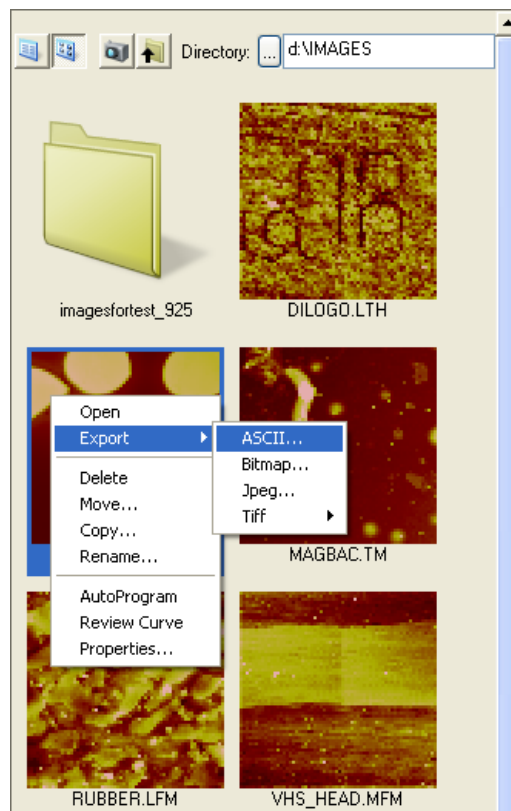 Directory: ... d:\IMAGES
imagesfortest_925
DILOGO.LTH
Open
Export
Delete
Move...
Copy...
Rename...
AutoProgram
Review Curve
Properties...
ASCII...
Bitmap...
Jpeg...
Tiff
MAGBAC.TM
RUBBER.LFM
VHS_HEAD.MFM